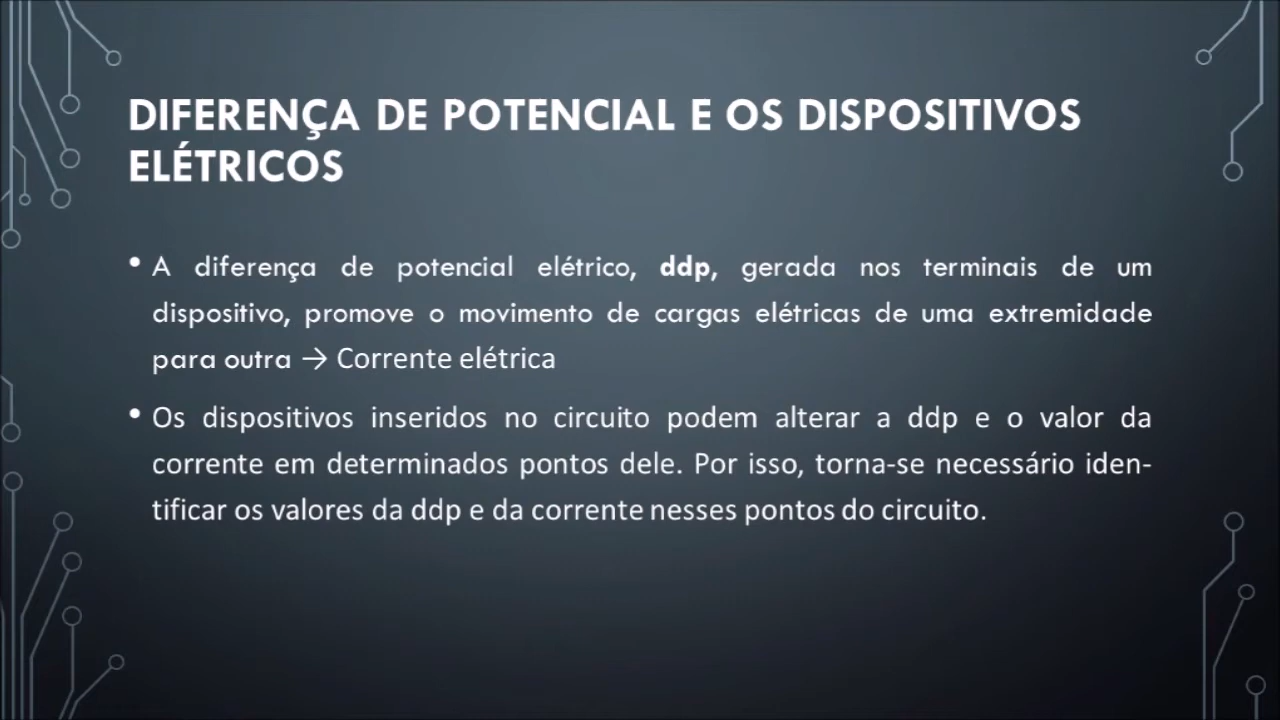 DIFERENÇA DE POTENCIAL E OS DISPOSITIVOS
ELÉTRICOS
• A diferença de potencial elétrico, ddp, gerada nos terminais de um
dispositivo, promove o movimento de cargas elétricas de uma extremidade
para outra → Corrente elétrica
• Os dispositivos inseridos no circuito podem alterar a ddp e o valor da
corrente em determinados pontos dele. Por isso, torna-se necessário iden-
tificar os valores da ddp e da corrente nesses pontos do circuito.